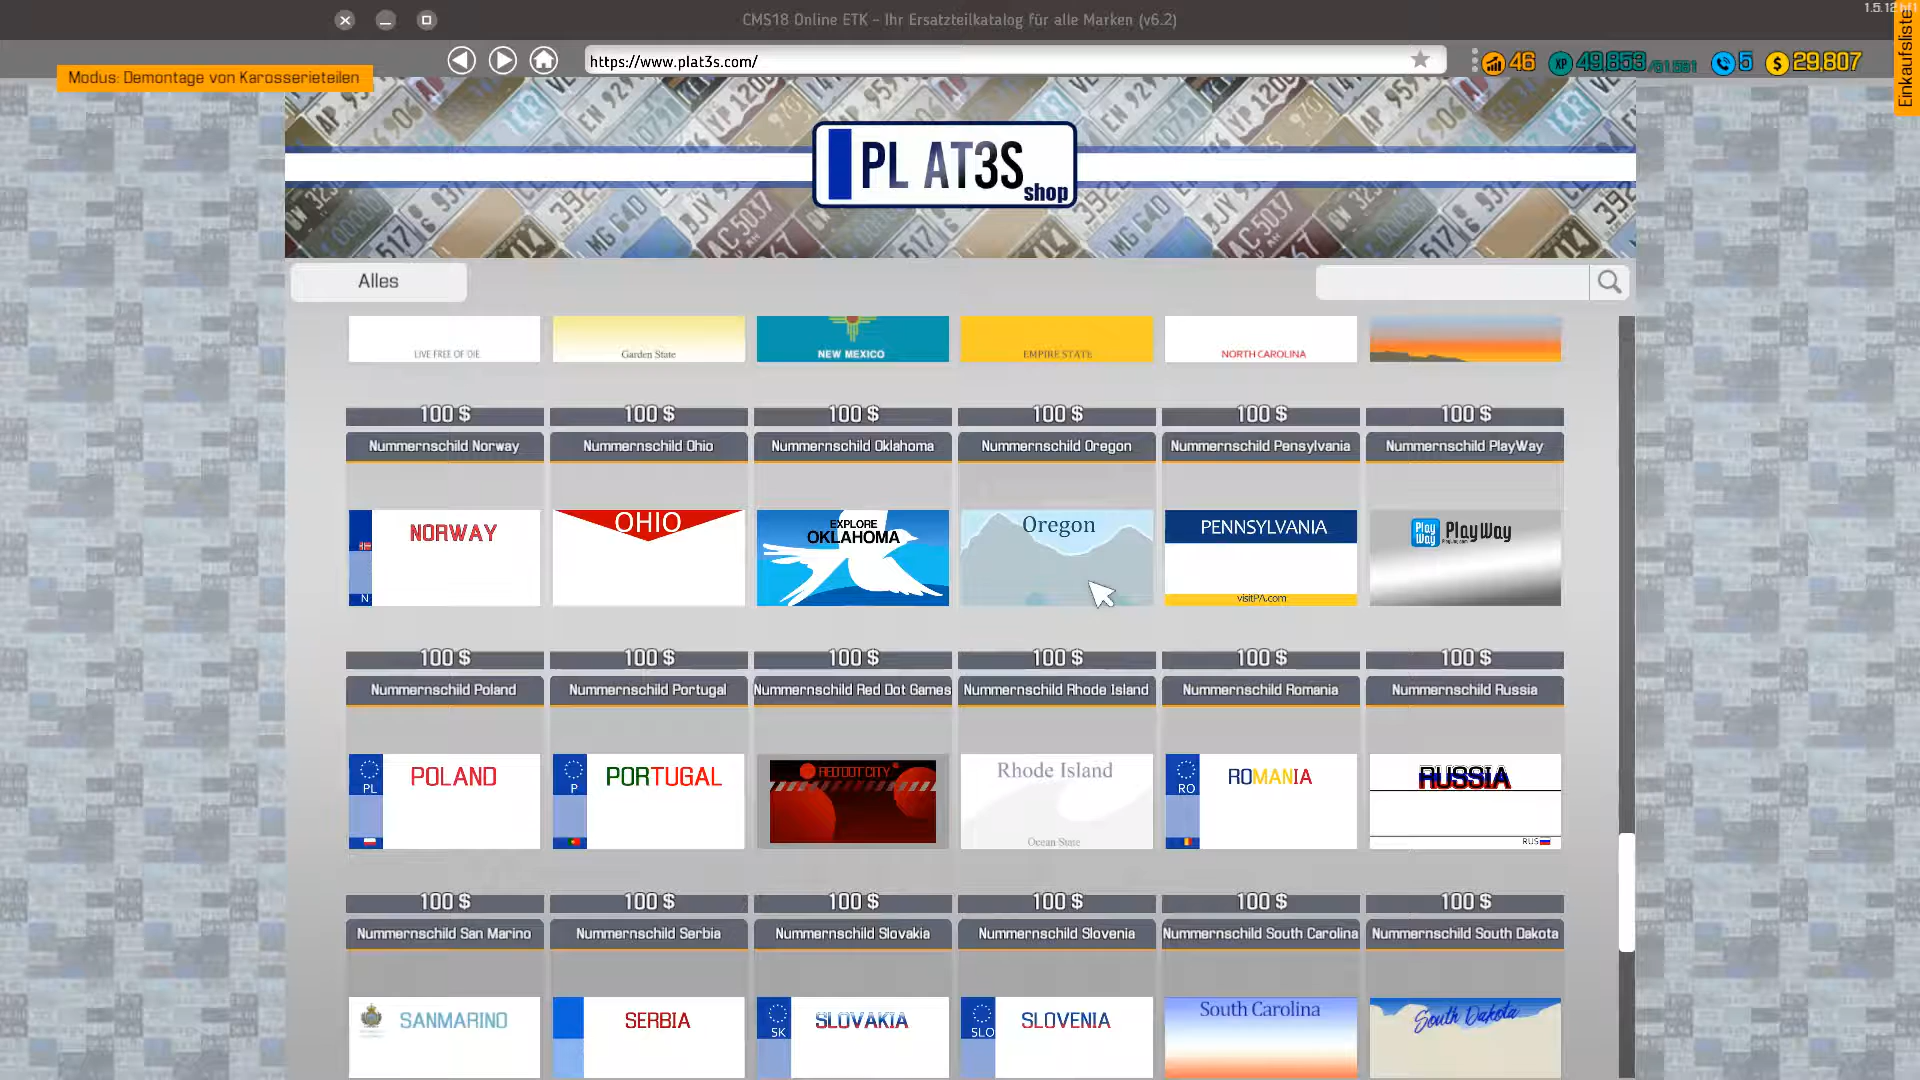 CMS18 Online ETK - Ihr Ersatzteilkatalog für alle Marken (v6.2)
Einkaufsliste
Modus: Demontage von Karosserieteilen
https://www.plat3s.com/
46
XP 49,853
5
$ 29,807
PL AT3S
shop
Alles
LIVE FREE OF DIE
Garden State
NEW MEXICO
EMPIRE STATE
NORTH CAROLINA
100 $ 100 $ 100 $ 100 $ 100 $ 100 $
Nummernschild Norway Nummernschild Ohio Nummernschild Oklahoma Nummernschild Oregon Nummernschild Pensylvania Nummernschild PlayWay
NORWAY
N
OHIO
EXPLORE
OKLAHOMA
Oregon
PENNSYLVANIA
visitPA.com
Play
Way
PlayWay
100 $ 100 $ 100 $ 100 $ 100 $ 100 $
Nummernschild Poland Nummernschild Portugal Nummernschild Red Dot Games Nummernschild Rhode Island Nummernschild Romania Nummernschild Russia
PL
POLAND
P
PORTUGAL
RED DOT CITY
Rhode Island
Ocean State
RO
ROMANIA
RUSSIA
RUS
100 $ 100 $ 100 $ 100 $ 100 $ 100 $
Nummernschild San Marino Nummernschild Serbia Nummernschild Slovakia Nummernschild Slovenia Nummernschild South Carolina Nummernschild South Dakota
SANMARINO
SERBIA
SK
SLOVAKIA
SLO
SLOVENIA
South Carolina
South Dakota